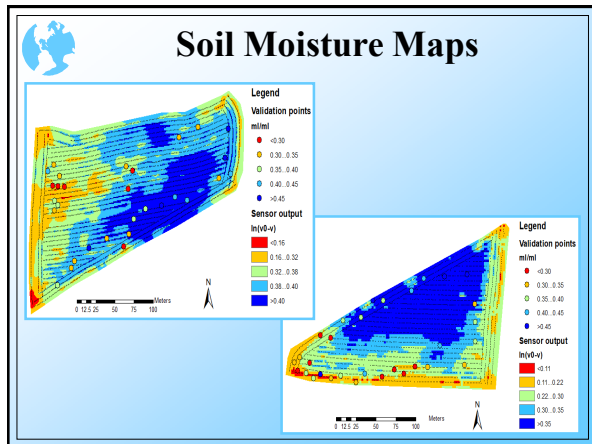 Soil Moisture Maps
Legend
Validation points
ml/ml
<0.30
0.30...0.35
0.35...0.40
0.40...0.45
>0.45
Sensor output
ln(v0-v)
<0.16
0.16...0.32
0.32...0.38
0.38...0.40
>0.40
N
Meters
0 12.5 25 50 75 100
Legend
Validation points
ml/ml
<0.30
0.30...0.35
0.35...0.40
0.40...0.45
>0.45
Sensor output
ln(v0-v)
<0.11
0.11...0.22
0.22...0.30
0.30...0.35
>0.35
Meters
0 12.5 25 50 75 100
N